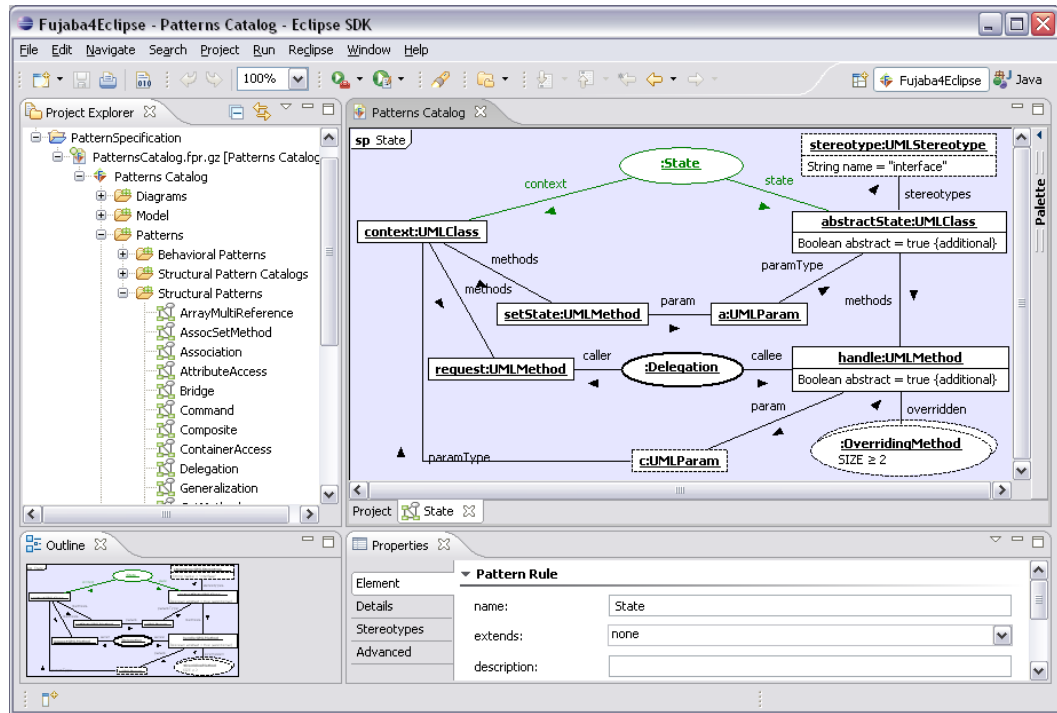 Fujaba4Eclipse - Patterns Catalog - Eclipse SDK
File Edit Navigate Search Project Run Reclipse Window Help
010
100%
Fujaba4Eclipse
Java
Project Explorer
PatternSpecification
PatternsCatalog.fpr.gz [Patterns Catalog
Patterns Catalog
Diagrams
Model
Patterns
Behavioral Patterns
Structural Pattern Catalogs
Structural Patterns
ArrayMultiReference
AssocSetMethod
Association
AttributeAccess
Bridge
Command
Composite
ContainerAccess
Delegation
Generalization
Patterns Catalog
Palette
sp State
:State
context
state
stereotype:UMLStereotype
String name = "interface"
stereotypes
context:UMLClass
abstractState:UMLClass
Boolean abstract = true {additional}
methods
paramType
methods
methods
setState:UMLMethod
param
a:UMLParam
request:UMLMethod
caller
:Delegation
callee
handle:UMLMethod
Boolean abstract = true {additional}
param
overridden
:OverridingMethod
SIZE ≥ 2
paramType
c:UMLParam
Project
State
Outline
Properties
Element
Details
Stereotypes
Advanced
Pattern Rule
name:
State
extends:
none
description: